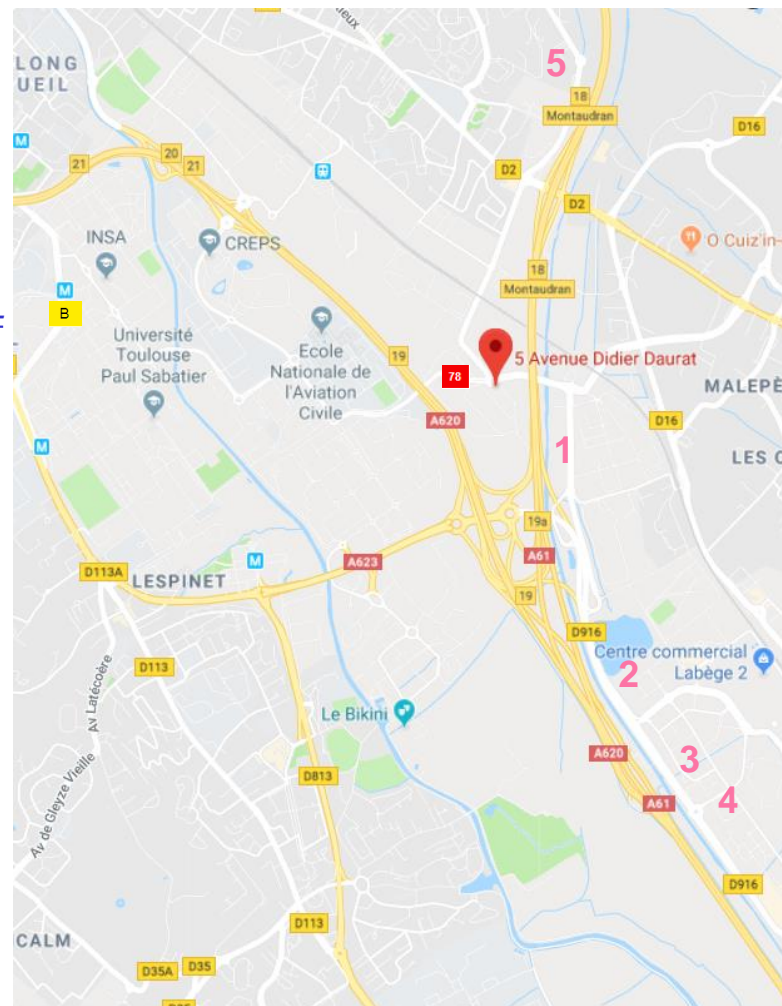 LONG
UEIL
5
18
Montaudran
D16
M
20
21
21
D2
D2
INSA
CREPS
O Cuiz'in-
M
18
Montaudran
B
Université
Toulouse
Paul Sabatier
Ecole
Nationale de
l'Aviation
Civile
19
5 Avenue Didier Daurat
78
MALEPÈ
A620
D16
M
1
LES C
19a
A61
M
A623
D113A
LESPINET
19
D916
Centre commercial
Labège 2
2
D113
Av Latécoère
Le Bikini
A620
3
D813
4
A61
Av de Gleyze Vieille
D916
D113
CALM
D35A
D35